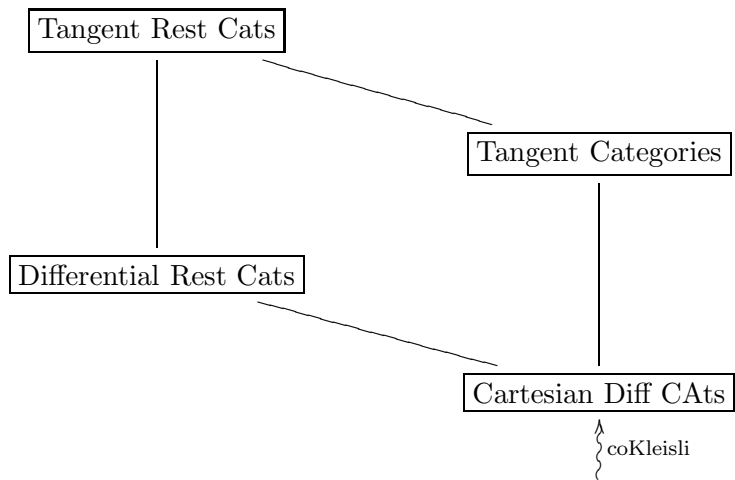 Tangent Rest Cats
Tangent Categories
Differential Rest Cats
Cartesian Diff CAts
coKleisli